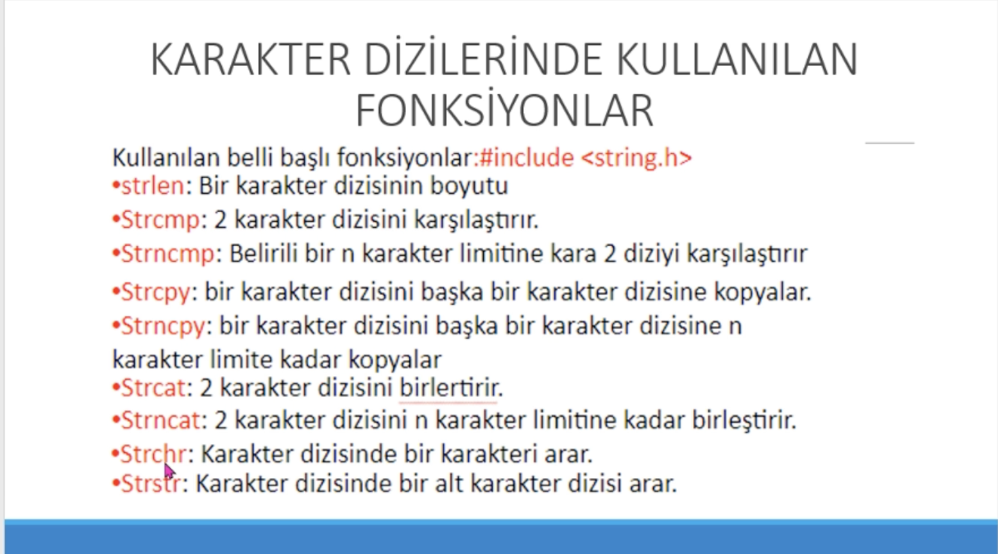 KARAKTER DİZİLERİNDE KULLANILAN
FONKSİYONLAR
Kullanılan belli başlı fonksiyonlar:#include <string.h>
•strlen: Bir karakter dizisinin boyutu
•Strcmp: 2 karakter dizisini karşılaştırır.
•Strncmp: Belirili bir n karakter limitine kara 2 diziyi karşılaştırır
•Strcpy: bir karakter dizisini başka bir karakter dizisine kopyalar.
•Strncpy: bir karakter dizisini başka bir karakter dizisine n
karakter limite kadar kopyalar
•Strcat: 2 karakter dizisini birlertirir.
•Strncat: 2 karakter dizisini n karakter limitine kadar birleştirir.
•Strchr: Karakter dizisinde bir karakteri arar.
•Strstr: Karakter dizisinde bir alt karakter dizisi arar.